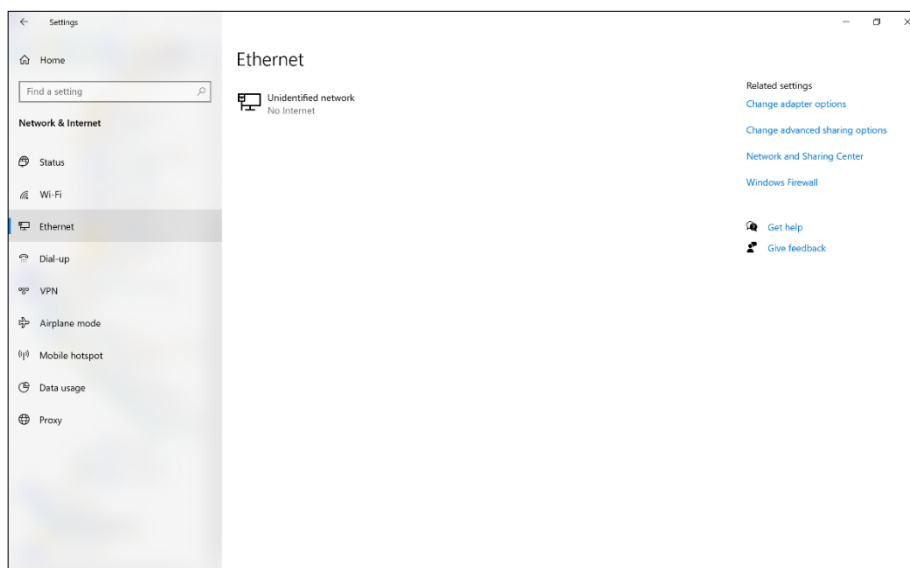 Settings
Home
Find a setting
Network & Internet
Status
Wi-Fi
Ethernet
Dial-up
VPN
Airplane mode
Mobile hotspot
Data usage
Proxy
Ethernet
Unidentified network
No Internet
Related settings
Change adapter options
Change advanced sharing options
Network and Sharing Center
Windows Firewall
Get help
Give feedback